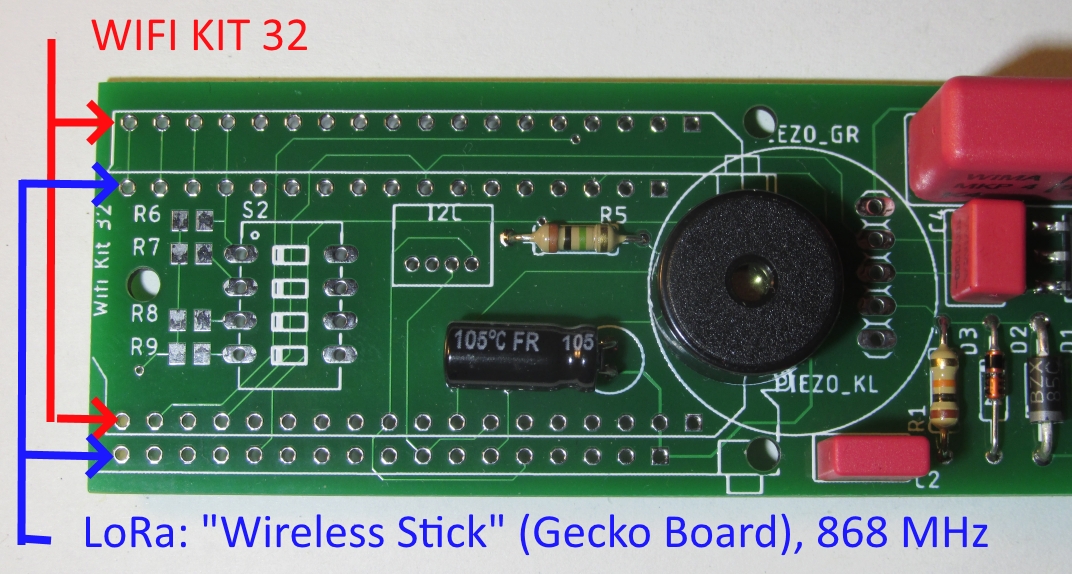 WIFI KIT 32
EZO_GR
WIMA
MKP 4
C4
R6
S2
I2C
R5
R7
Wifi Kit 32
R8
R9
105°C FR
105
D3
D2
D1
BZX
85C
PIEZO_KL
R1
C2
LoRa: "Wireless Stick" (Gecko Board), 868 MHz